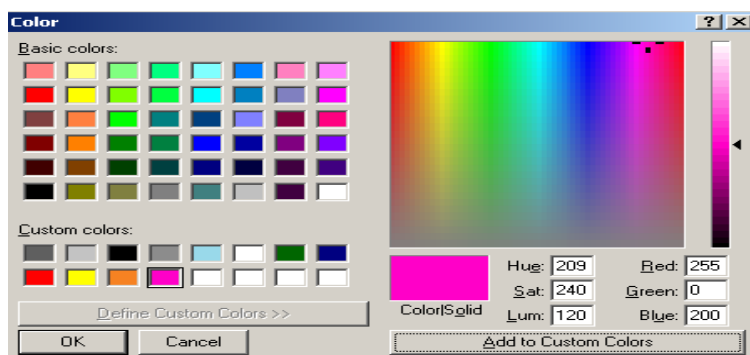 Color
Basic colors:
Custom colors:
Define Custom Colors >>
OK Cancel
Color|Solid
Hue: 209 Red: 255
Sat: 240 Green: 0
Lum: 120 Blue: 200
Add to Custom Colors